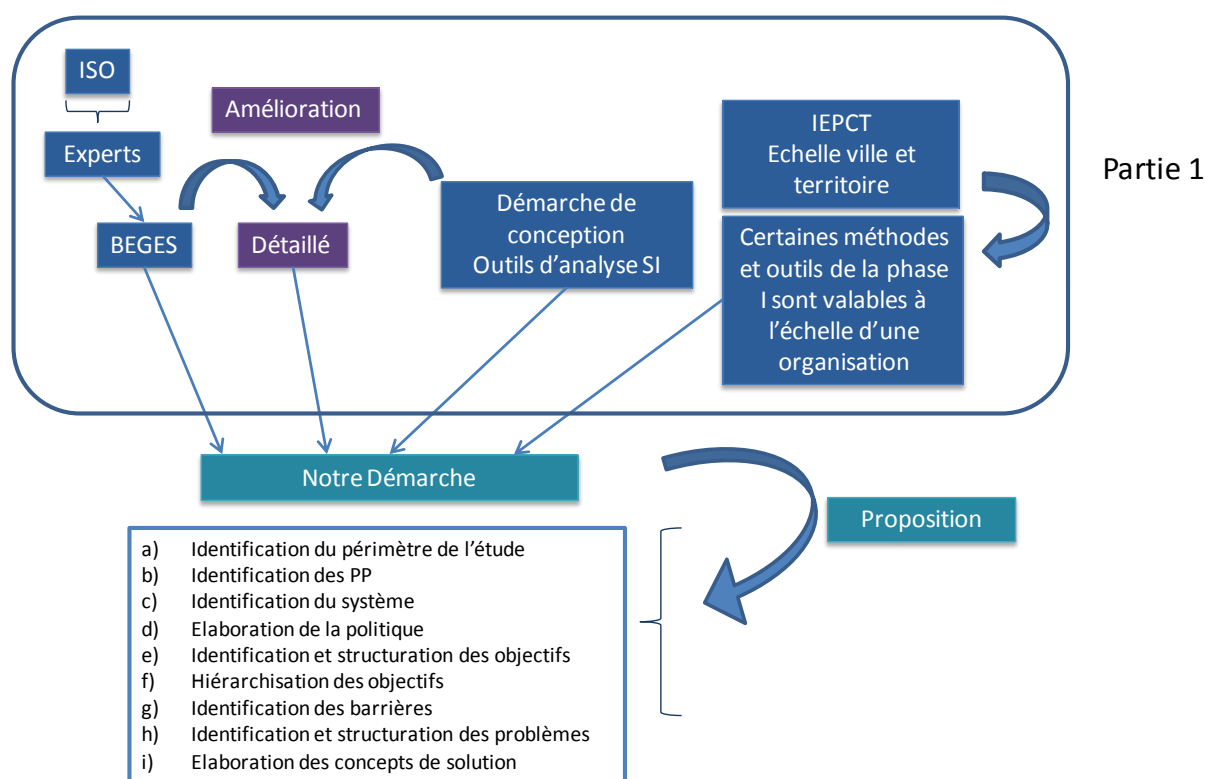 ISO
Experts
BEGES
Amélioration
Détaillé
Démarche de
conception
Outils d'analyse SI
IEPCT
Echelle ville et
territoire
Certaines méthodes
et outils de la phase
I sont valables à
l'échelle d'une
organisation
Partie 1
Notre Démarche
Proposition
a) Identification du périmètre de l'étude
b) Identification des PP
c) Identification du système
d) Elaboration de la politique
e) Identification et structuration des objectifs
f) Hiérarchisation des objectifs
g) Identification des barrières
h) Identification et structuration des problèmes
i) Elaboration des concepts de solution